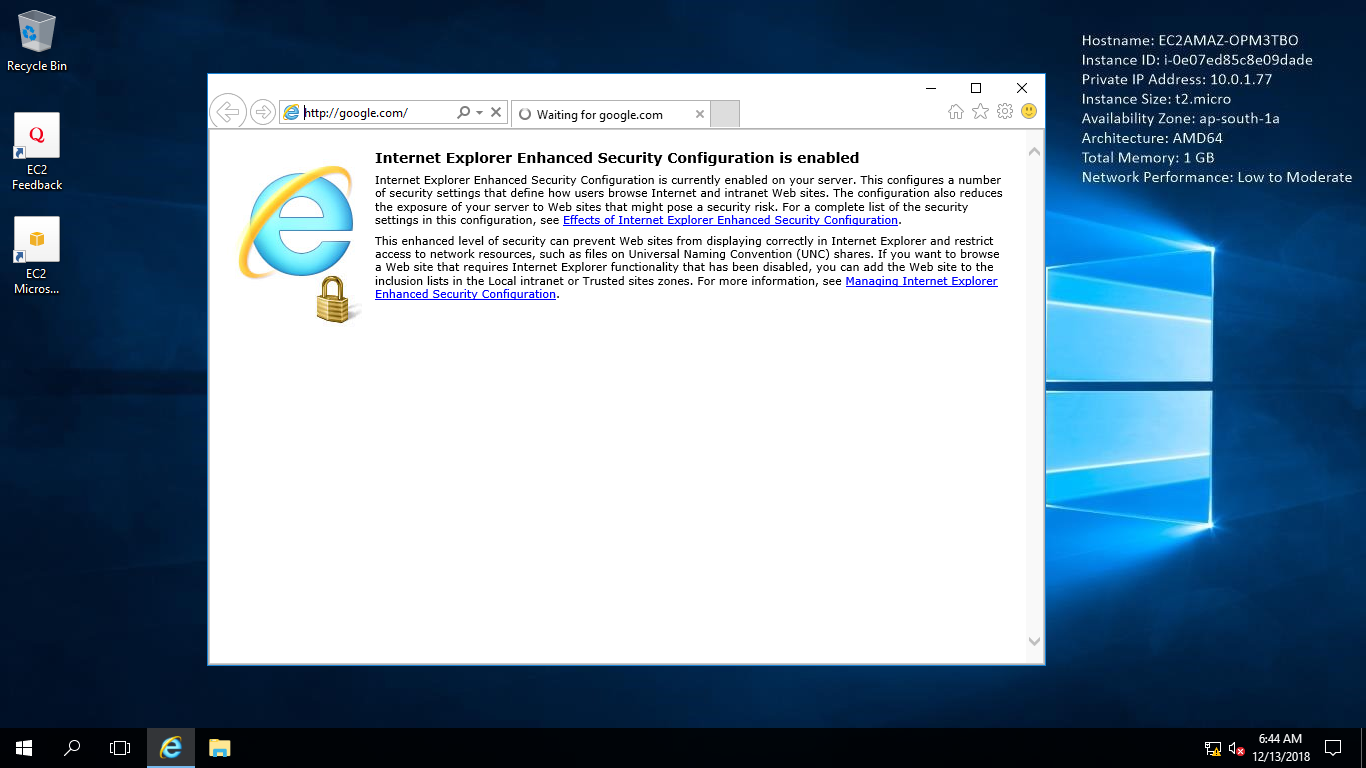 Recycle Bin
EC2
Feedback
EC2
Micros...
Hostname: EC2AMAZ-OPM3TBO
Instance ID: i-0e07ed85c8e09dade
Private IP Address: 10.0.1.77
Instance Size: t2.micro
Availability Zone: ap-south-1a
Architecture: AMD64
Total Memory: 1 GB
Network Performance: Low to Moderate
http://google.com/
Waiting for google.com
Internet Explorer Enhanced Security Configuration is enabled
Internet Explorer Enhanced Security Configuration is currently enabled on your server. This configures a number
of security settings that define how users browse Internet and intranet Web sites. The configuration also reduces
the exposure of your server to Web sites that might pose a security risk. For a complete list of the security
settings in this configuration, see Effects of Internet Explorer Enhanced Security Configuration.
This enhanced level of security can prevent Web sites from displaying correctly in Internet Explorer and restrict
access to network resources, such as files on Universal Naming Convention (UNC) shares. If you want to browse
a Web site that requires Internet Explorer functionality that has been disabled, you can add the Web site to the
inclusion lists in the Local intranet or Trusted sites zones. For more information, see Managing Internet Explorer
Enhanced Security Configuration.
6:44 AM
12/13/2018